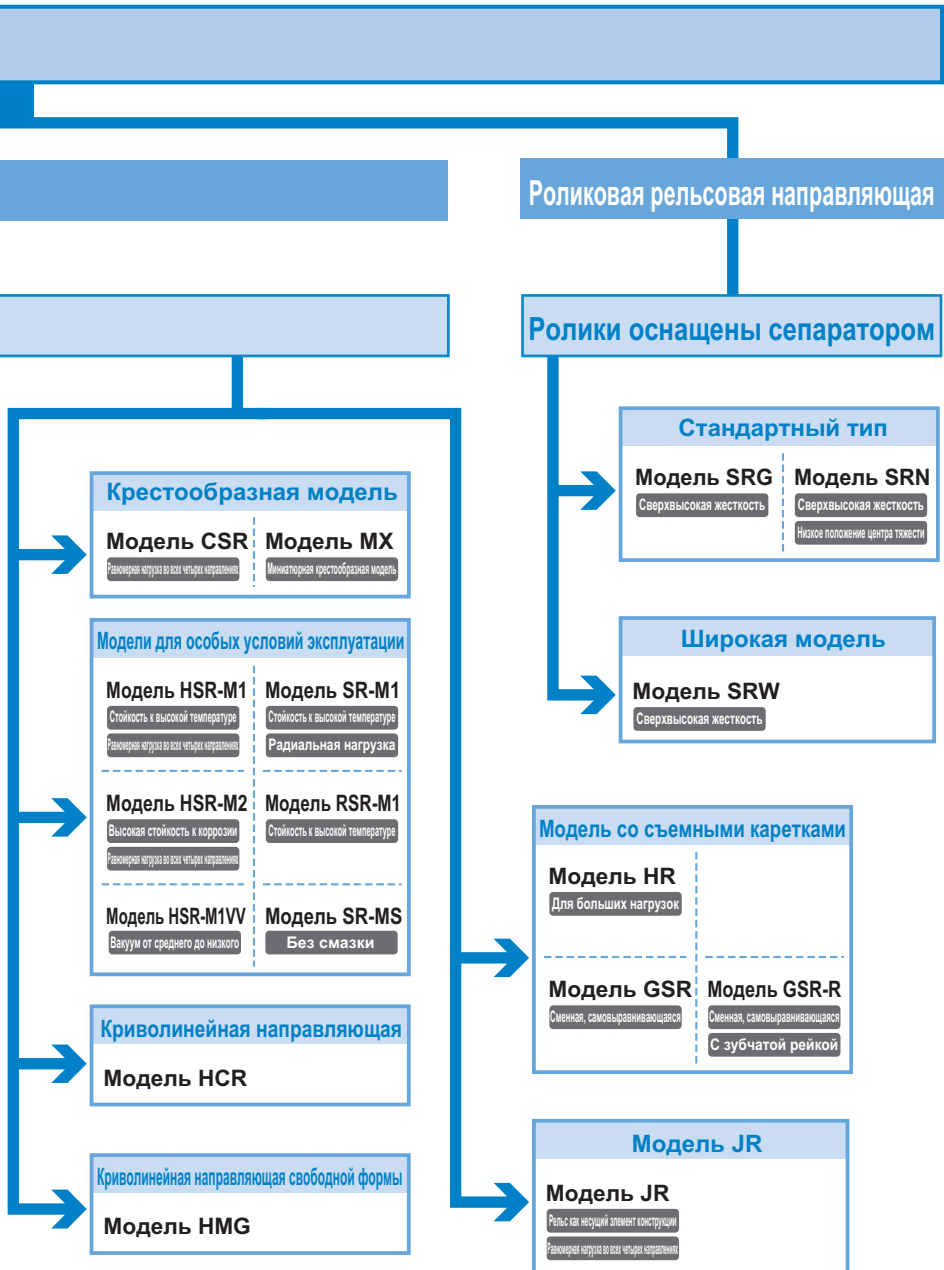 Роликовая рельсовая направляющая
Ролики оснащены сепаратором
Стандартный тип
Модель SRG
Сверхвысокая жесткость
Модель SRN
Сверхвысокая жесткость
Низкое положение центра тяжести
Широкая модель
Модель SRW
Сверхвысокая жесткость
Крестообразная модель
Модель CSR
Равномерная нагрузка во всех четырех направлениях
Модель MX
Миниатюрная крестообразная модель
Модели для особых условий эксплуатации
Модель HSR-M1
Стойкость к высокой температуре
Равномерная нагрузка во всех четырех направлениях
Модель SR-M1
Стойкость к высокой температуре
Радиальная нагрузка
Модель HSR-M2
Высокая стойкость к коррозии
Равномерная нагрузка во всех четырех направлениях
Модель RSR-M1
Стойкость к высокой температуре
Модель HSR-M1VV
Вакуум от среднего до низкого
Модель SR-MS
Без смазки
Криволинейная направляющая
Модель HCR
Криволинейная направляющая свободной формы
Модель HMG
Модель со съемными каретками
Модель HR
Для больших нагрузок
Модель GSR
Сменная, самовыравнивающаяся
Модель GSR-R
Сменная, самовыравнивающаяся
С зубчатой рейкой
Модель JR
Модель JR
Рельс как несущий элемент конструкции
Равномерная нагрузка во всех четырех направлениях